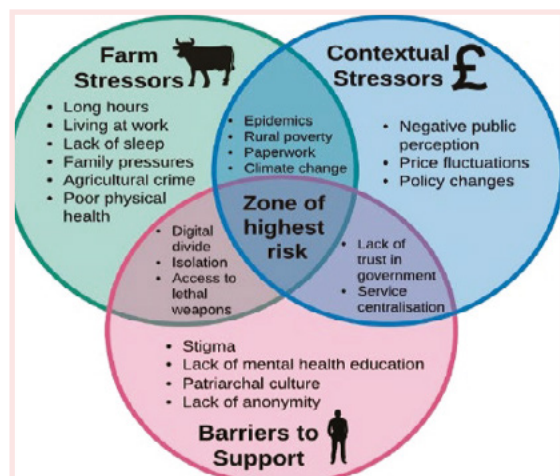 Farm
Stressors
• Long hours
• Living at work
• Lack of sleep
• Family pressures
• Agricultural crime
• Poor physical
health
Contextual
Stressors
£
• Negative public
perception
• Price fluctuations
• Policy changes
• Epidemics
• Rural poverty
• Paperwork
• Climate change
Zone of
highest
risk
• Digital
divide
• Isolation
• Access to
lethal
weapons
• Lack of
trust in
government
• Service
centralisation
• Stigma
• Lack of mental health education
• Patriarchal culture
• Lack of anonymity
Barriers to
Support